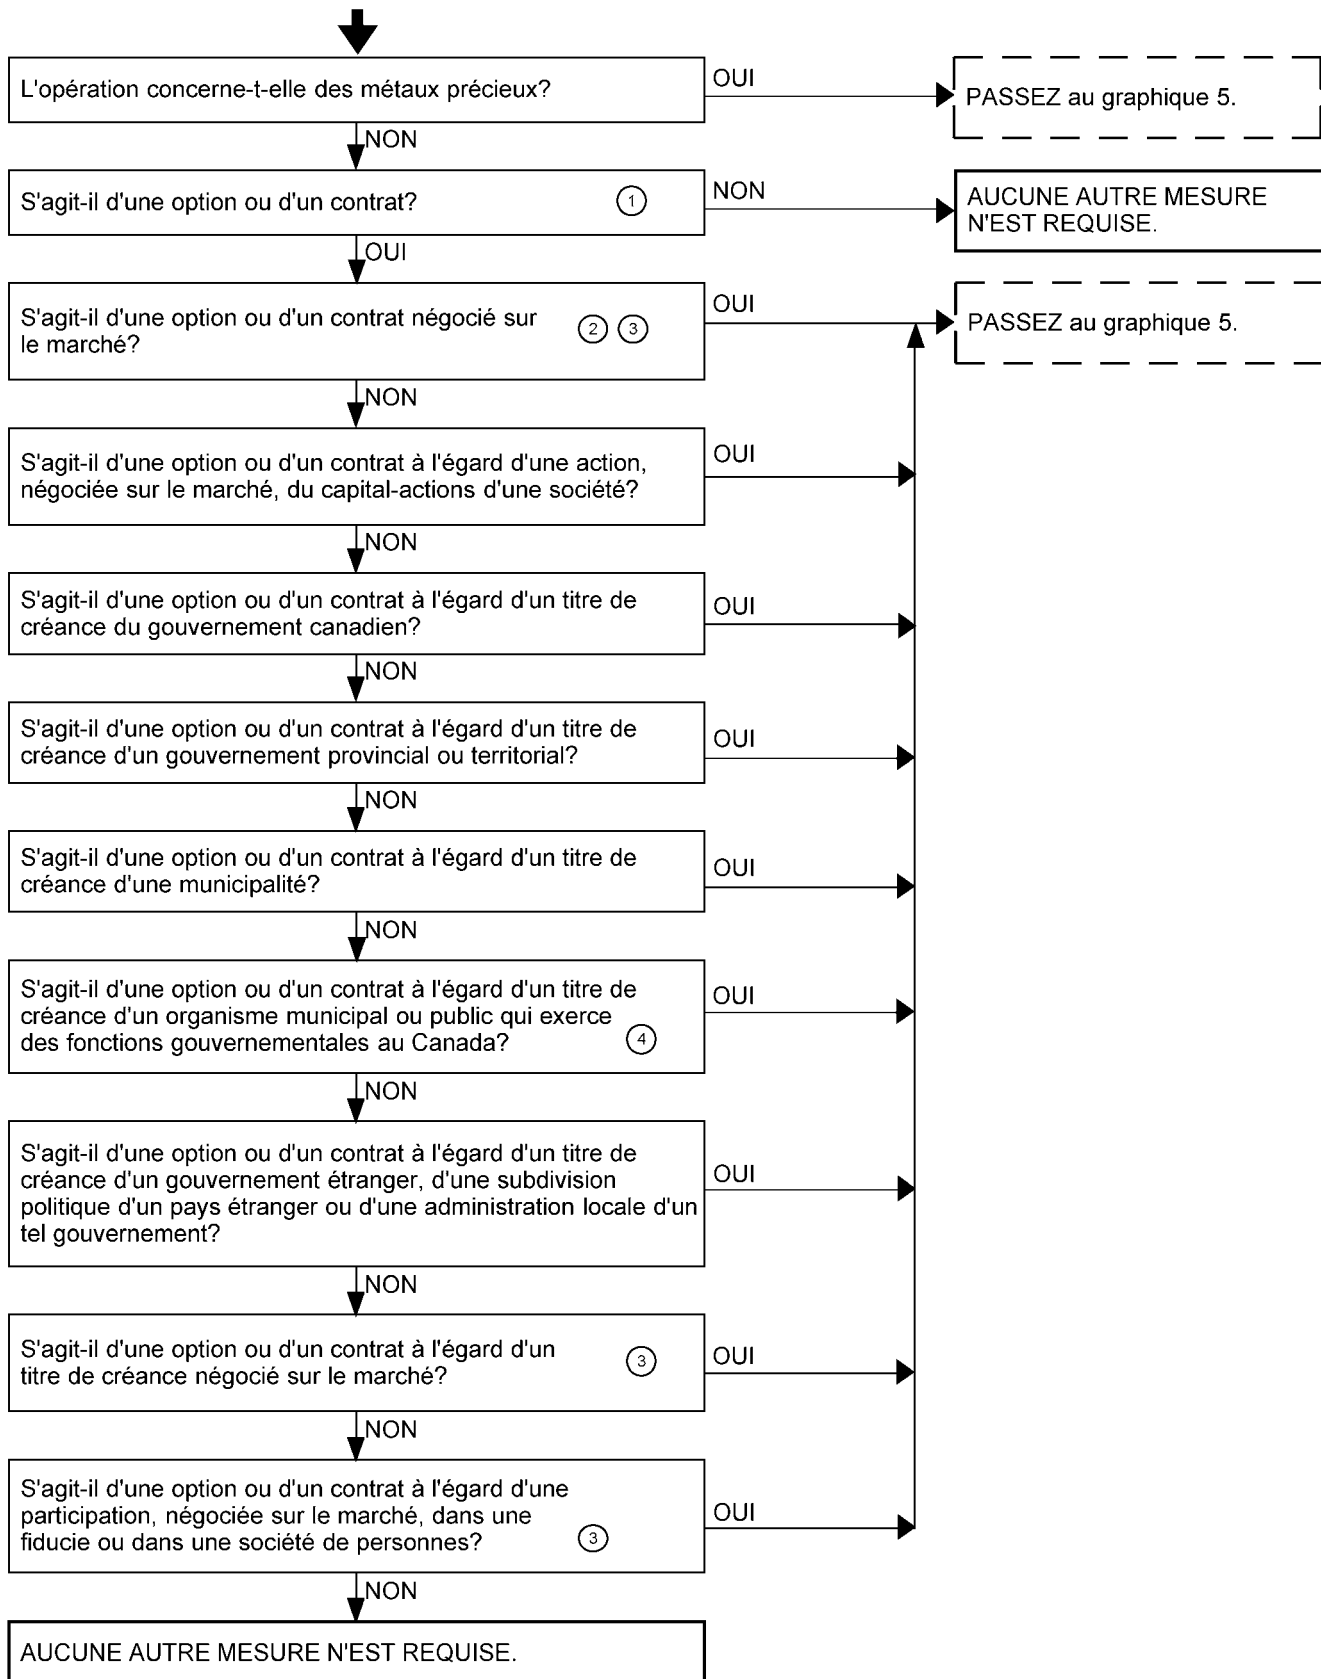 L'opération concerne-t-elle des métaux précieux?
OUI
PASSEZ au graphique 5.
NON
S'agit-il d'une option ou d'un contrat?
1
NON
AUCUNE AUTRE MESURE
N'EST REQUISE.
OUI
S'agit-il d'une option ou d'un contrat négocié sur
le marché?
2 3
OUI
PASSEZ au graphique 5.
NON
S'agit-il d'une option ou d'un contrat à l'égard d'une action,
négociée sur le marché, du capital-actions d'une société?
OUI
NON
S'agit-il d'une option ou d'un contrat à l'égard d'un titre de
créance du gouvernement canadien?
OUI
NON
S'agit-il d'une option ou d'un contrat à l'égard d'un titre de
créance d'un gouvernement provincial ou territorial?
OUI
NON
S'agit-il d'une option ou d'un contrat à l'égard d'un titre de
créance d'une municipalité?
OUI
NON
S'agit-il d'une option ou d'un contrat à l'égard d'un titre de
créance d'un organisme municipal ou public qui exerce
des fonctions gouvernementales au Canada?
4
OUI
NON
S'agit-il d'une option ou d'un contrat à l'égard d'un titre de
créance d'un gouvernement étranger, d'une subdivision
politique d'un pays étranger ou d'une administration locale d'un
tel gouvernement?
OUI
NON
S'agit-il d'une option ou d'un contrat à l'égard d'un
titre de créance négocié sur le marché?
3
OUI
NON
S'agit-il d'une option ou d'un contrat à l'égard d'une
participation, négociée sur le marché, dans une
fiducie ou dans une société de personnes?
3
OUI
NON
AUCUNE AUTRE MESURE N'EST REQUISE.